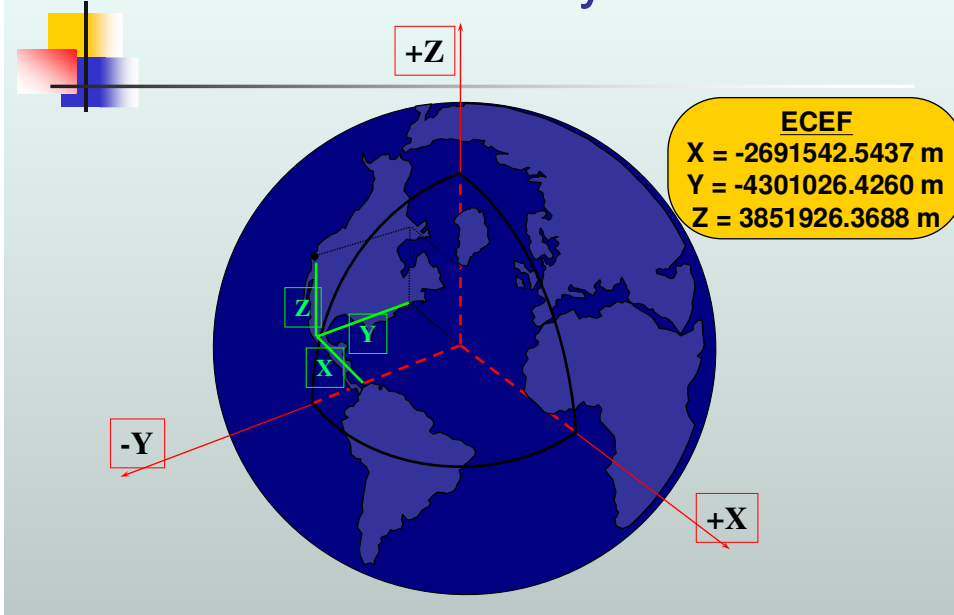 +Z
ECEF
X = -2691542.5437 m
Y = -4301026.4260 m
Z = 3851926.3688 m
Z
Y
X
-Y
+X